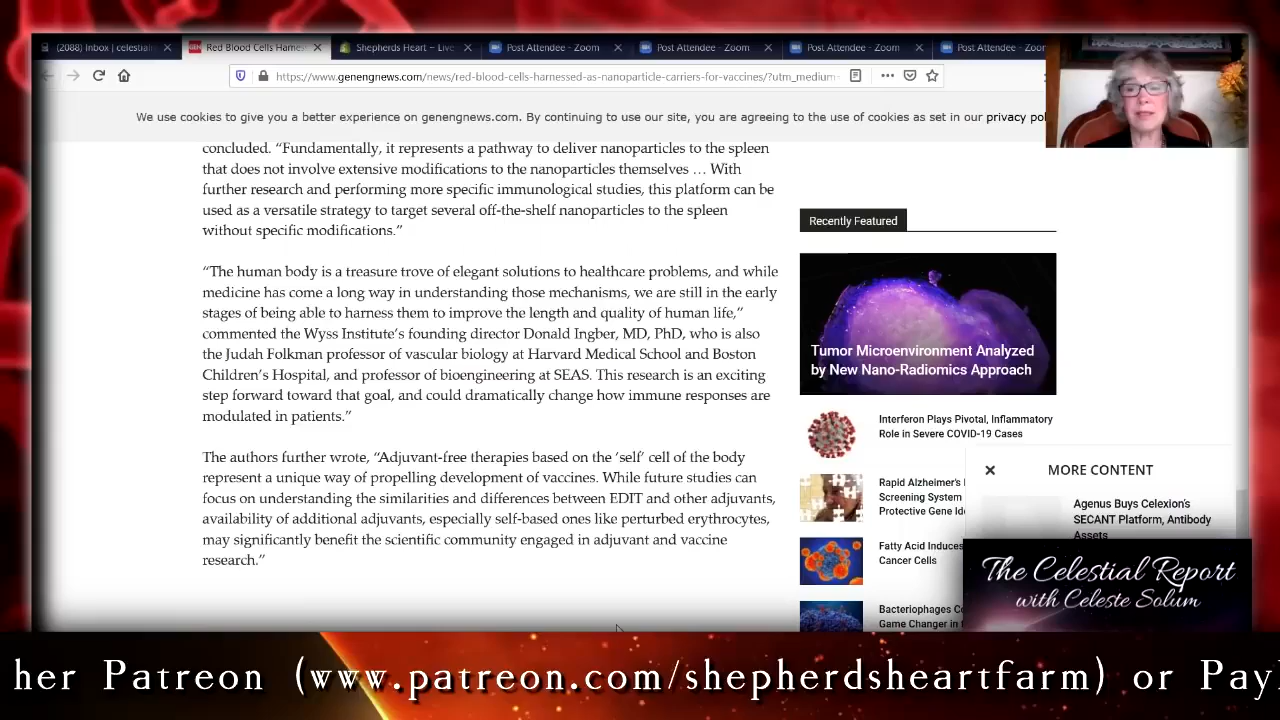 (2088) Inbox | celestial
Red Blood Cells Harnes
Shepherds Heart – Live
Post Attendee - Zoom
Post Attendee - Zoom
Post Attendee - Zoom
Post Attendee - Zoom
https://www.genengnews.com/news/red-blood-cells-harnessed-as-nanoparticle-carriers-for-vaccines/?utm_medium
We use cookies to give you a better experience on genengnews.com. By continuing to use our site, you are agreeing to the use of cookies as set in our privacy pol
concluded. “Fundamentally, it represents a pathway to deliver nanoparticles to the spleen
that does not involve extensive modifications to the nanoparticles themselves … With
further research and performing more specific immunological studies, this platform can be
used as a versatile strategy to target several off-the-shelf nanoparticles to the spleen
without specific modifications.”
“The human body is a treasure trove of elegant solutions to healthcare problems, and while
medicine has come a long way in understanding those mechanisms, we are still in the early
stages of being able to harness them to improve the length and quality of human life,”
commented the Wyss Institute’s founding director Donald Ingber, MD, PhD, who is also
the Judah Folkman professor of vascular biology at Harvard Medical School and Boston
Children’s Hospital, and professor of bioengineering at SEAS. This research is an exciting
step forward toward that goal, and could dramatically change how immune responses are
modulated in patients.”
The authors further wrote, “Adjuvant-free therapies based on the ‘self’ cell of the body
represent a unique way of propelling development of vaccines. While future studies can
focus on understanding the similarities and differences between EDIT and other adjuvants,
availability of additional adjuvants, especially self-based ones like perturbed erythrocytes,
may significantly benefit the scientific community engaged in adjuvant and vaccine
research.”
Recently Featured
Tumor Microenvironment Analyzed
by New Nano-Radiomics Approach
Interferon Plays Pivotal, Inflammatory
Role in Severe COVID-19 Cases
Rapid Alzheimer’s
Screening System
Protective Gene Ide
Fatty Acid Induces
Cancer Cells
Bacteriophages Co
Game Changer in
MORE CONTENT
Agenus Buys Celexion’s
SECANT Platform, Antibody
Assets
The Celestial Report
with Celeste Solum
her Patreon (www.patreon.com/shepherdsheartfarm) or Pay